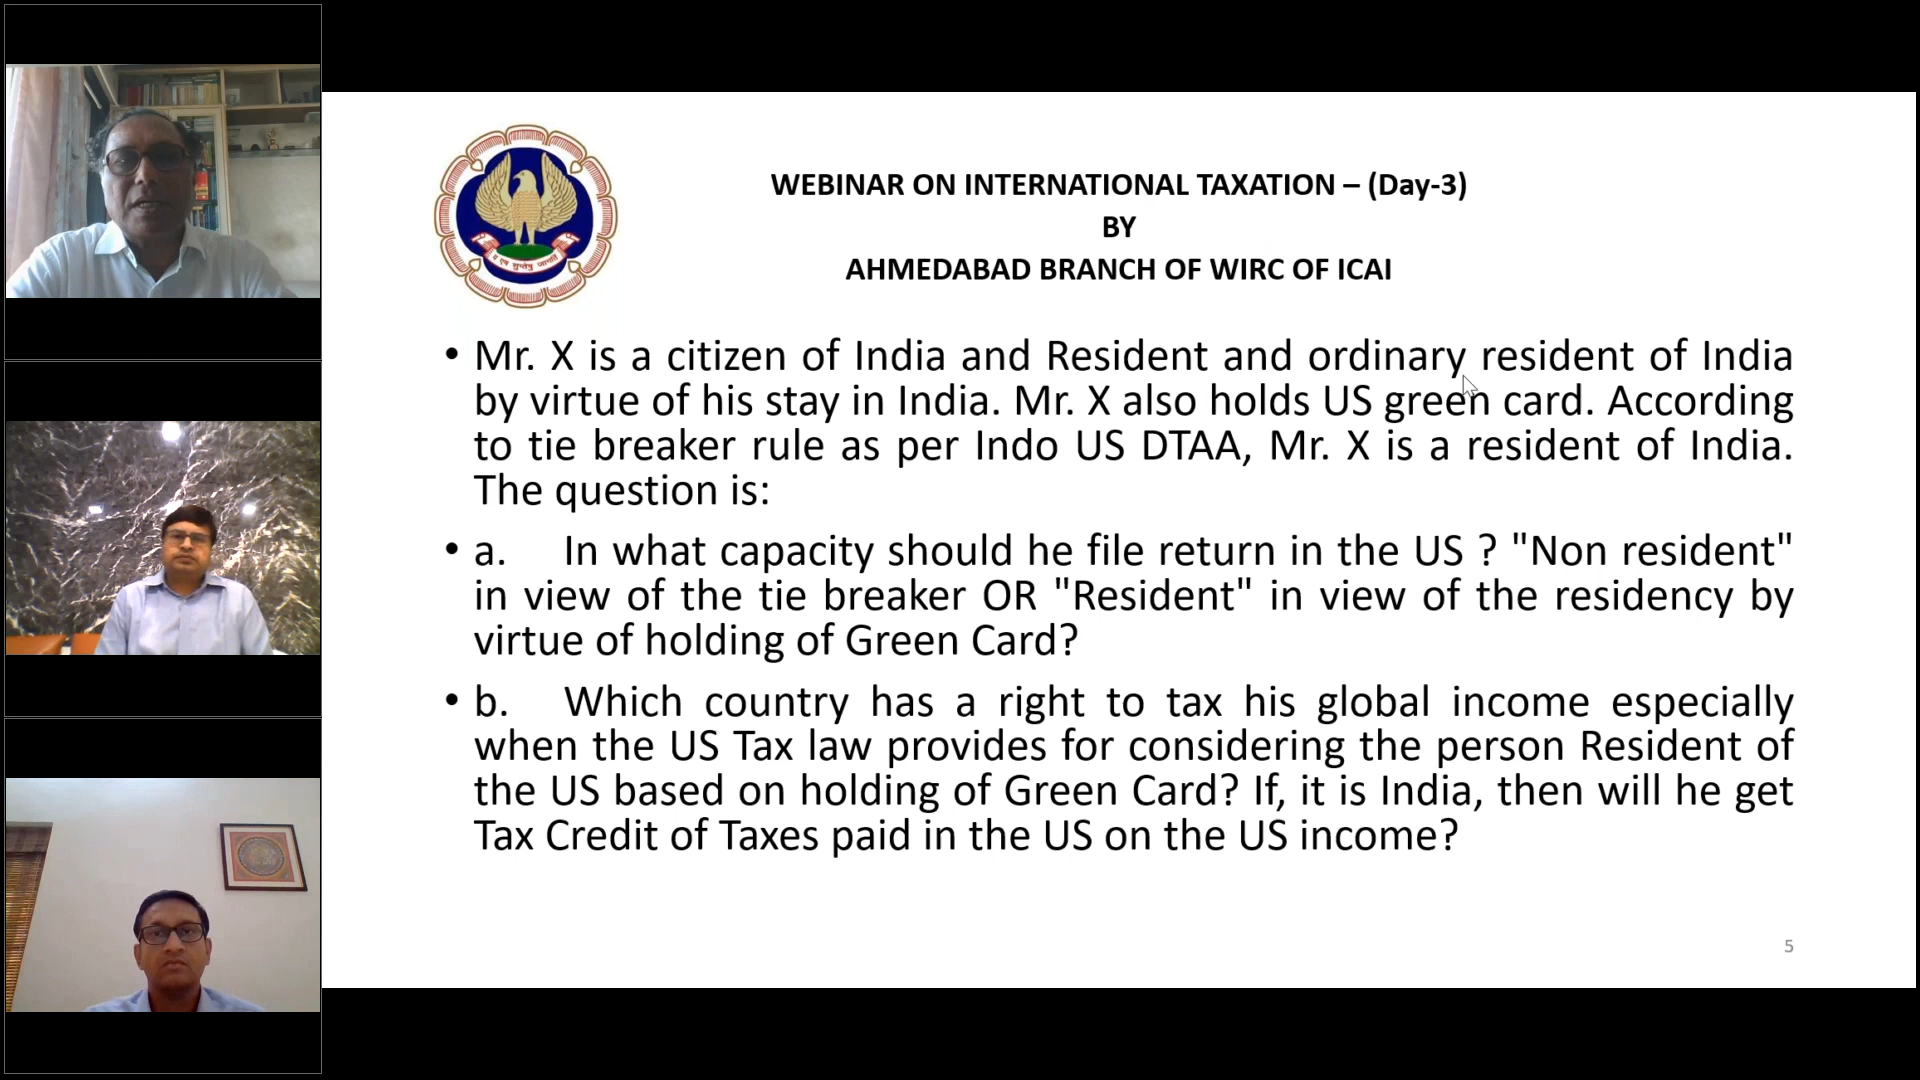 WEBINAR ON INTERNATIONAL TAXATION – (Day-3)
BY
AHMEDABAD BRANCH OF WIRC OF ICAI
य एष सुप्तेषु जागर्ति
• Mr. X is a citizen of India and Resident and ordinary resident of India
by virtue of his stay in India. Mr. X also holds US green card. According
to tie breaker rule as per Indo US DTAA, Mr. X is a resident of India.
The question is:
• a. In what capacity should he file return in the US ? "Non resident"
in view of the tie breaker OR "Resident" in view of the residency by
virtue of holding of Green Card?
• b. Which country has a right to tax his global income especially
when the US Tax law provides for considering the person Resident of
the US based on holding of Green Card? If, it is India, then will he get
Tax Credit of Taxes paid in the US on the US income?
5